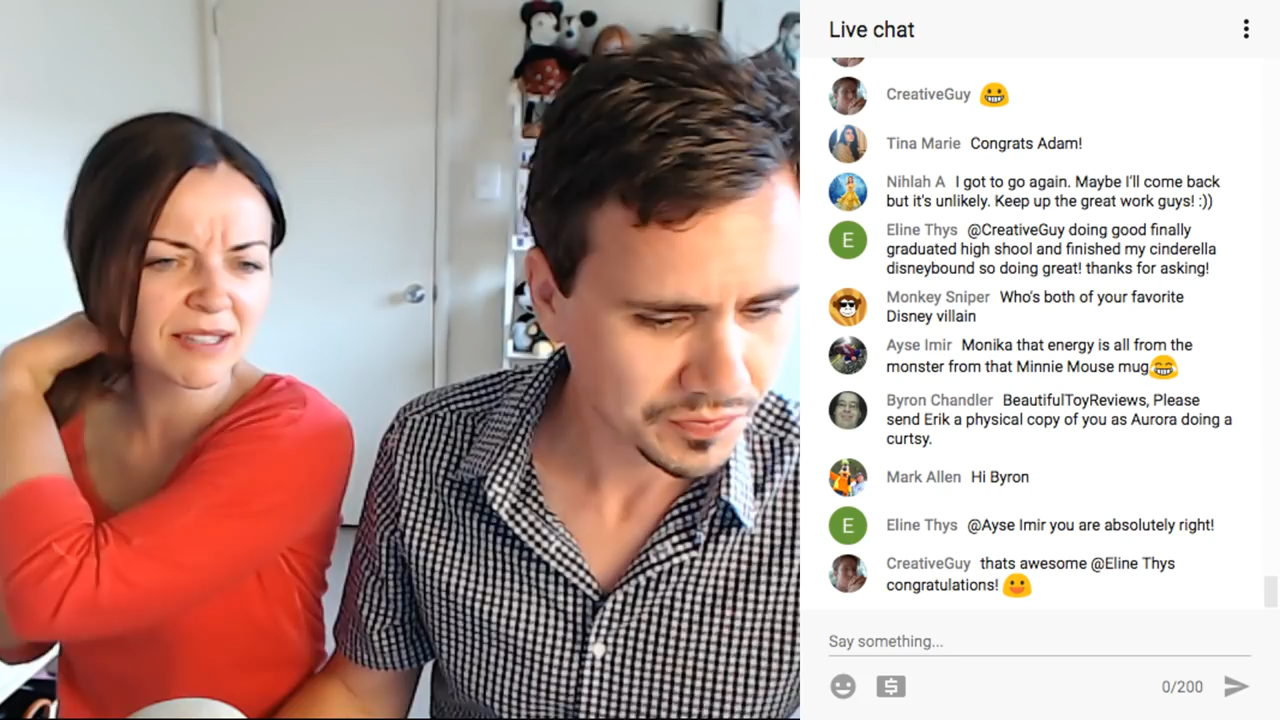 Live chat
CreativeGuy
Tina Marie Congrats Adam!
Nihlah A I got to go again. Maybe I'll come back
but it's unlikely. Keep up the great work guys! :))
E
Eline Thys @CreativeGuy doing good finally
graduated high shool and finished my cinderella
disneybound so doing great! thanks for asking!
Monkey Sniper Who's both of your favorite
Disney villain
Ayse Imir Monika that energy is all from the
monster from that Minnie Mouse mug
Byron Chandler BeautifulToyReviews, Please
send Erik a physical copy of you as Aurora doing a
curtsy.
Mark Allen Hi Byron
E
Eline Thys @Ayse Imir you are absolutely right!
CreativeGuy thats awesome @Eline Thys
congratulations!
Say something...
$
0/200